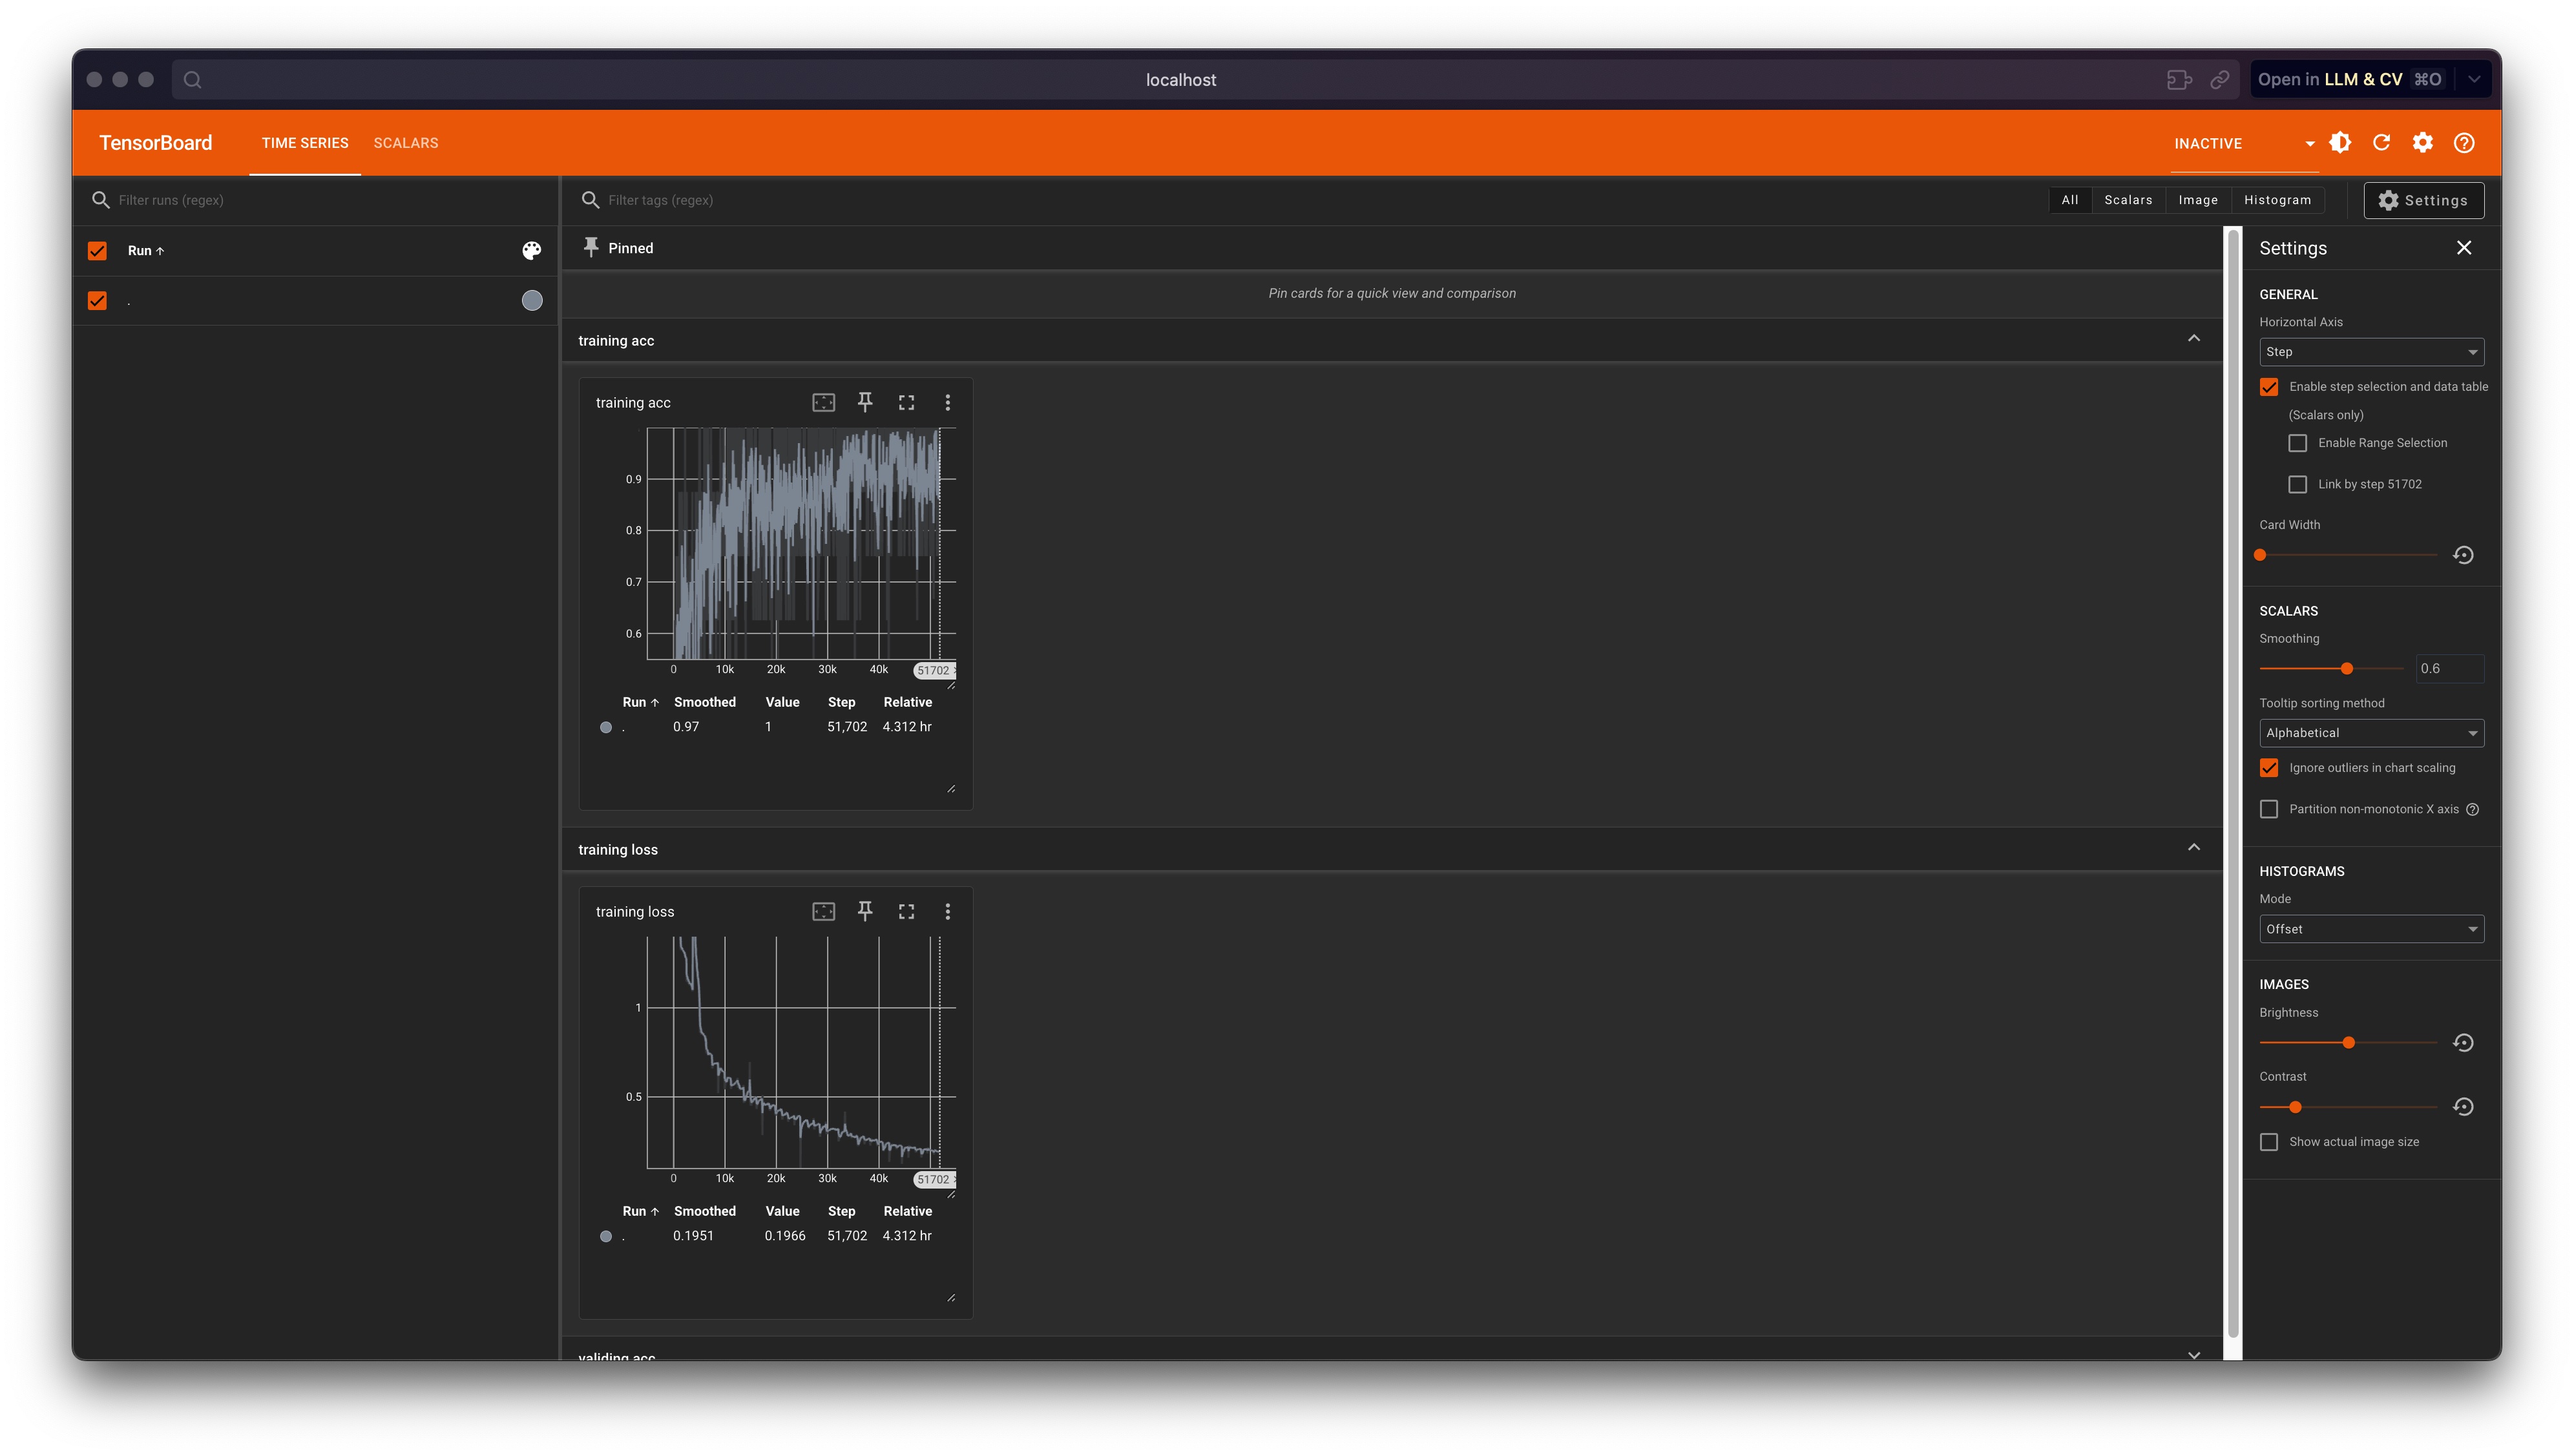 localhost
Open in LLM & CV ⌘O
TensorBoard
TIME SERIES
SCALARS
INACTIVE
Filter runs (regex)
Filter tags (regex)
All
Scalars
Image
Histogram
Settings
Run ↑
.
Pinned
Pin cards for a quick view and comparison
training acc
training acc
0.9
0.8
0.7
0.6
0 10k 20k 30k 40k 51702
Run ↑ Smoothed Value Step Relative
. 0.97 1 51,702 4.312 hr
training loss
training loss
1
0.5
0 10k 20k 30k 40k 51702
Run ↑ Smoothed Value Step Relative
. 0.1951 0.1966 51,702 4.312 hr
validing acc
Settings
GENERAL
Horizontal Axis
Step
Enable step selection and data table
(Scalars only)
Enable Range Selection
Link by step 51702
Card Width
SCALARS
Smoothing
0.6
Tooltip sorting method
Alphabetical
Ignore outliers in chart scaling
Partition non-monotonic X axis
HISTOGRAMS
Mode
Offset
IMAGES
Brightness
Contrast
Show actual image size